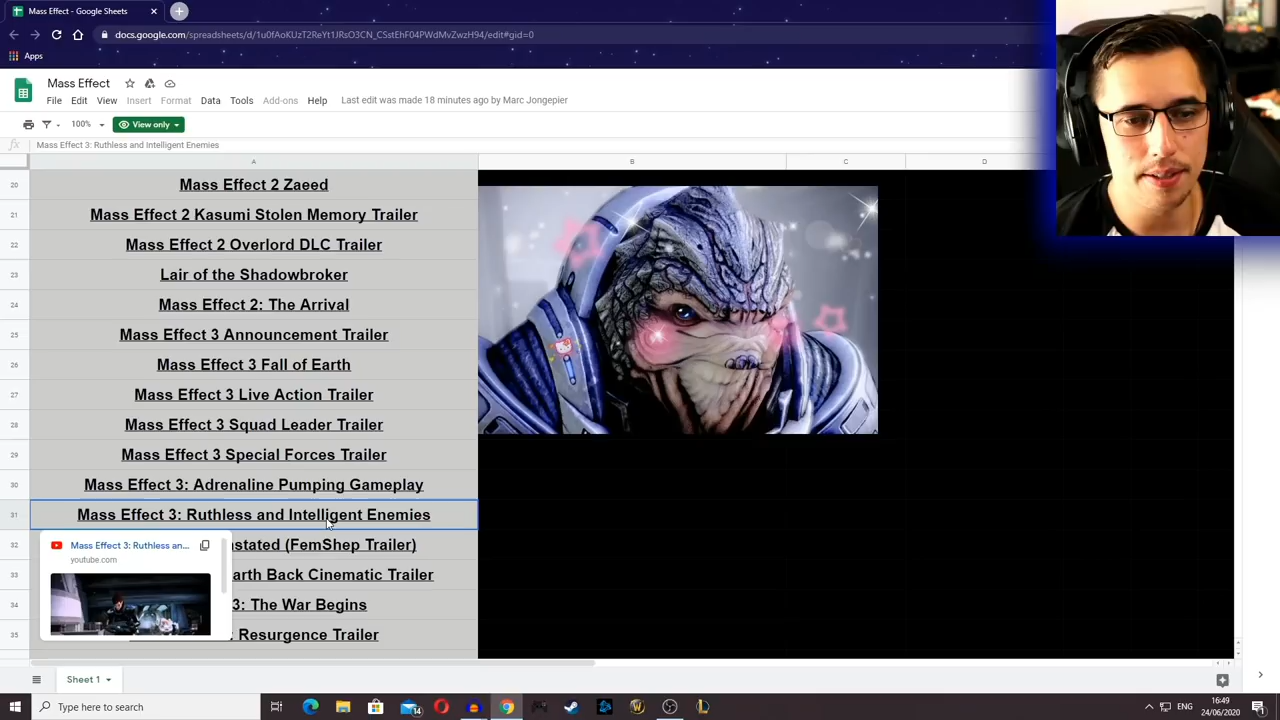 Mass Effect - Google Sheets
docs.google.com/spreadsheets/d/1u0fAoKUzT2ReYt1JRsO3CN_CSstEhF04PWdMvZwzH94/edit#gid=0
Apps
Mass Effect
File Edit View Insert Format Data Tools Add-ons Help Last edit was made 18 minutes ago by Marc Jongepier
100% View only
fx Mass Effect 3: Ruthless and Intelligent Enemies
A B C D
20 Mass Effect 2 Zaeed
21 Mass Effect 2 Kasumi Stolen Memory Trailer
22 Mass Effect 2 Overlord DLC Trailer
23 Lair of the Shadowbroker
24 Mass Effect 2: The Arrival
25 Mass Effect 3 Announcement Trailer
26 Mass Effect 3 Fall of Earth
27 Mass Effect 3 Live Action Trailer
28 Mass Effect 3 Squad Leader Trailer
29 Mass Effect 3 Special Forces Trailer
30 Mass Effect 3: Adrenaline Pumping Gameplay
31 Mass Effect 3: Ruthless and Intelligent Enemies
32 nstated (FemShep Trailer)
Mass Effect 3: Ruthless an...
youtube.com
33 arth Back Cinematic Trailer
34 3: The War Begins
35 : Resurgence Trailer
Sheet 1
Type here to search
14
ENG
16:49
24/06/2020
1